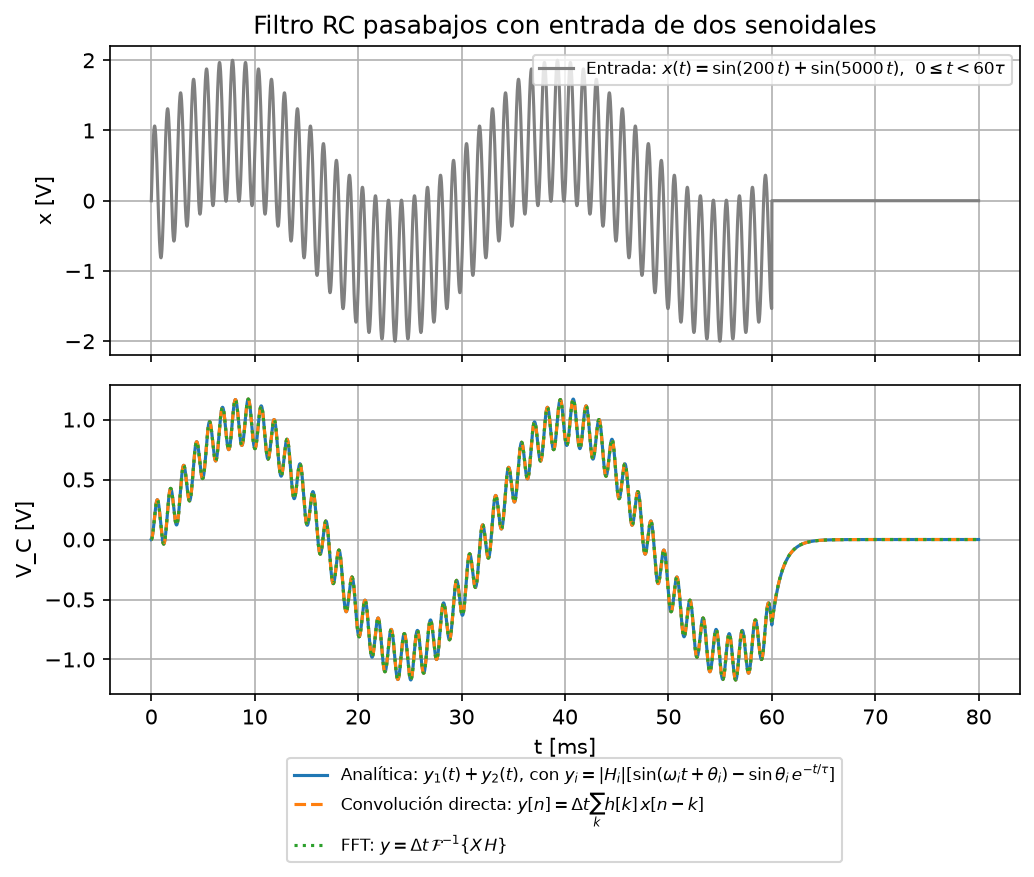 Filtro RC pasabajos con entrada de dos senoidales
Entrada: x(t) = sin(200 t) + sin(5000 t), 0 ≤ t < 60τ
2
1
0
−1
−2
x [V]
1.0
0.5
0.0
−0.5
−1.0
V_C [V]
0 10 20 30 40 50 60 70 80
t [ms]
Analítica: y₁(t) + y₂(t), con yᵢ = |Hᵢ|[sin(ωᵢt + θᵢ) − sin θᵢ e^{−t/τ}]
Convolución directa: y[n] = Δt ∑ₖ h[k] x[n − k]
FFT: y = Δt ℱ⁻¹{X H}